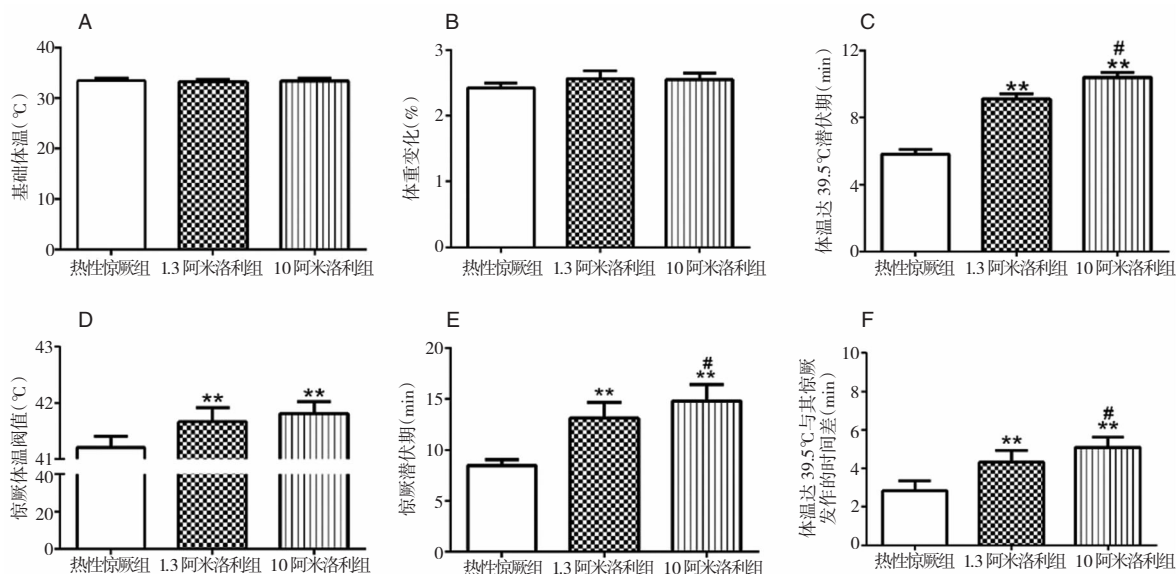 A
基础体温(℃)
40
30
20
10
0
热性惊厥组 1.3 阿米洛利组 10 阿米洛利组
B
体重变化(%)
3
2
1
0
热性惊厥组 1.3 阿米洛利组 10 阿米洛利组
C
体温达 39.5℃潜伏期(min)
12
9
6
4
0
**
#
**
热性惊厥组 1.3 阿米洛利组 10 阿米洛利组
D
惊厥体温阀值(℃)
43
42
41
40
20
0
**
**
热性惊厥组 1.3 阿米洛利组 10 阿米洛利组
E
惊厥潜伏期(min)
20
15
10
5
0
**
#
**
热性惊厥组 1.3 阿米洛利组 10 阿米洛利组
F
体温达 39.5℃与其惊厥
发作的时间差(min)
10
8
6
4
2
0
**
#
**
热性惊厥组 1.3 阿米洛利组 10 阿米洛利组